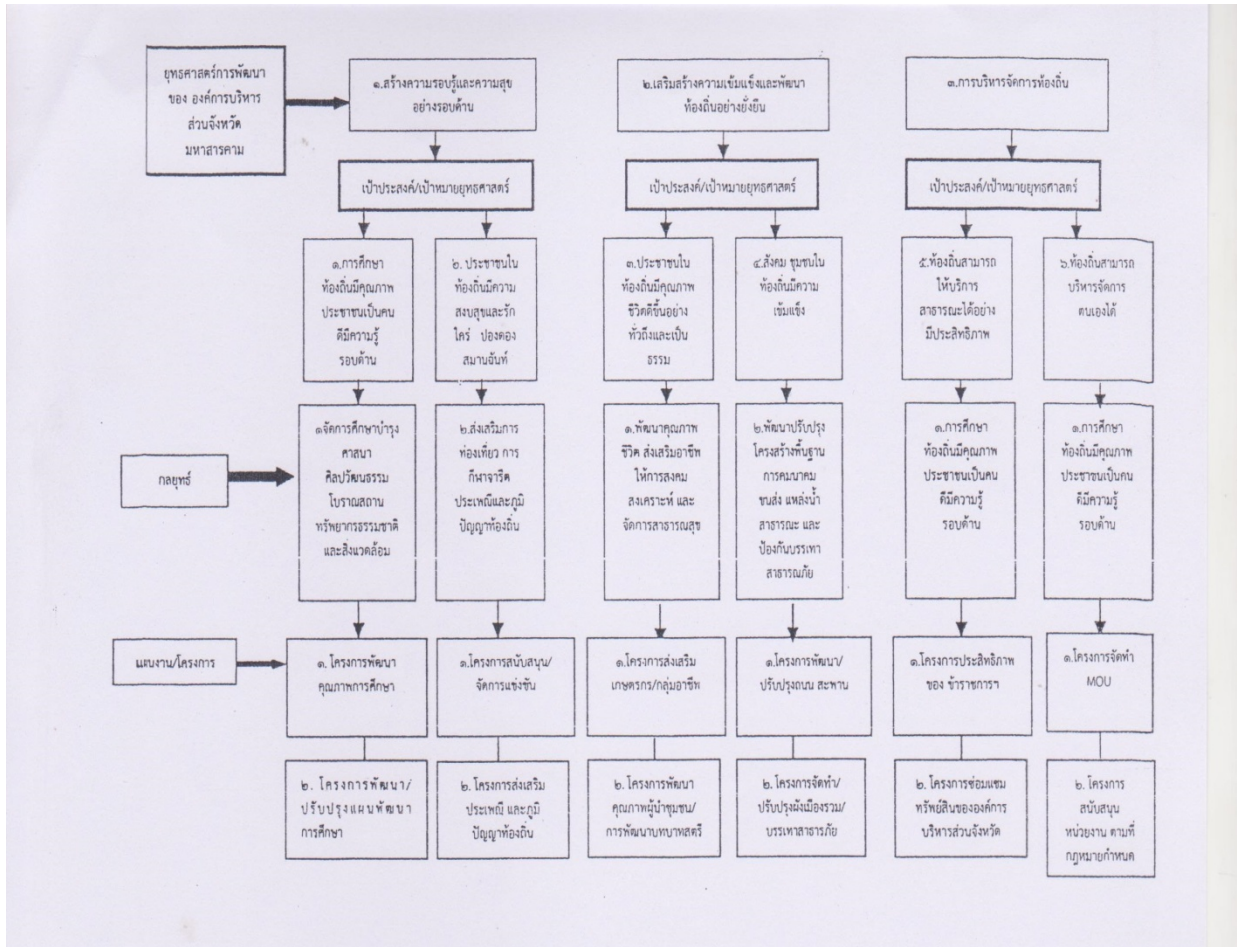 ยุทธศาสตร์การพัฒนา
ของ องค์การบริหาร
ส่วนจังหวัด
มหาสารคาม
๑.สร้างความรอบรู้และความสุข
อย่างรอบด้าน
๒.เสริมสร้างความเข้มแข็งและพัฒนา
ท้องถิ่นอย่างยั่งยืน
๓.การบริหารจัดการท้องถิ่น
เป้าประสงค์/เป้าหมายยุทธศาสตร์
เป้าประสงค์/เป้าหมายยุทธศาสตร์
เป้าประสงค์/เป้าหมายยุทธศาสตร์
๑.การศึกษา
ท้องถิ่นมีคุณภาพ
ประชาชนเป็นคน
ดีมีความรู้
รอบด้าน
๒. ประชาชนใน
ท้องถิ่นมีความ
สงบสุขและรัก
ใคร่ ปองดอง
สมานฉันท์
๓.ประชาชนใน
ท้องถิ่นมีคุณภาพ
ชีวิตดีขึ้นอย่าง
ทั่วถึงและเป็น
ธรรม
๔.สังคม ชุมชนใน
ท้องถิ่นมีความ
เข้มแข็ง
๕.ท้องถิ่นสามารถ
ให้บริการ
สาธารณะได้อย่าง
มีประสิทธิภาพ
๖.ท้องถิ่นสามารถ
บริหารจัดการ
ตนเองได้
กลยุทธ์
๑จัดการศึกษาบำรุง
ศาสนา
ศิลปวัฒนธรรม
โบราณสถาน
ทรัพยากรธรรมชาติ
และสิ่งแวดล้อม
๒.ส่งเสริมการ
ท่องเที่ยว การ
กีฬาจารีต
ประเพณีและภูมิ
ปัญญาท้องถิ่น
๑.พัฒนาคุณภาพ
ชีวิต ส่งเสริมอาชีพ
ให้การสงคม
สงเคราะห์ และ
จัดการสาธารณสุข
๒.พัฒนาปรับปรุง
โครงสร้างพื้นฐาน
การคมนาคม
ขนส่ง แหล่งน้ำ
สาธารณะ และ
ป้องกันบรรเทา
สาธารณภัย
๑.การศึกษา
ท้องถิ่นมีคุณภาพ
ประชาชนเป็นคน
ดีมีความรู้
รอบด้าน
๑.การศึกษา
ท้องถิ่นมีคุณภาพ
ประชาชนเป็นคน
ดีมีความรู้
รอบด้าน
แผนงาน/โครงการ
๑. โครงการพัฒนา
คุณภาพการศึกษา
๑.โครงการสนับสนุน/
จัดการแข่งขัน
๑.โครงการส่งเสริม
เกษตรกร/กลุ่มอาชีพ
๑.โครงการพัฒนา/
ปรับปรุงถนน สะพาน
๑.โครงการประสิทธิภาพ
ของ ข้าราชการฯ
๑.โครงการจัดทำ
MOU
๒. โครงการพัฒนา/
ปรับปรุงแผนพัฒนา
การศึกษา
๒. โครงการส่งเสริม
ประเพณี และภูมิ
ปัญญาท้องถิ่น
๒. โครงการพัฒนา
คุณภาพผู้นำชุมชน/
การพัฒนาบทบาทสตรี
๒. โครงการจัดทำ/
ปรับปรุงผังเมืองรวม/
บรรเทาสาธารภัย
๒. โครงการซ่อมแซม
ทรัพย์สินขององค์การ
บริหารส่วนจังหวัด
๒. โครงการ
สนับสนุน
หน่วยงาน ตามที่
กฎหมายกำหนด